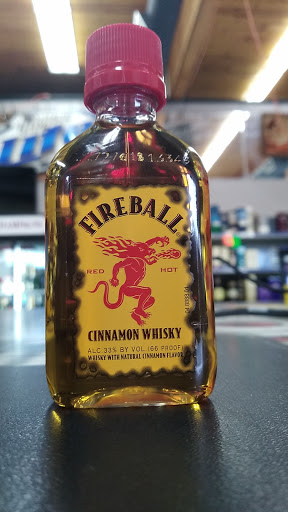 FIREBALL
RED HOT
CINNAMON WHISKY
ALC 33% BY VOL (66 PROOF)
WHISKY WITH NATURAL CINNAMON FLAVOR